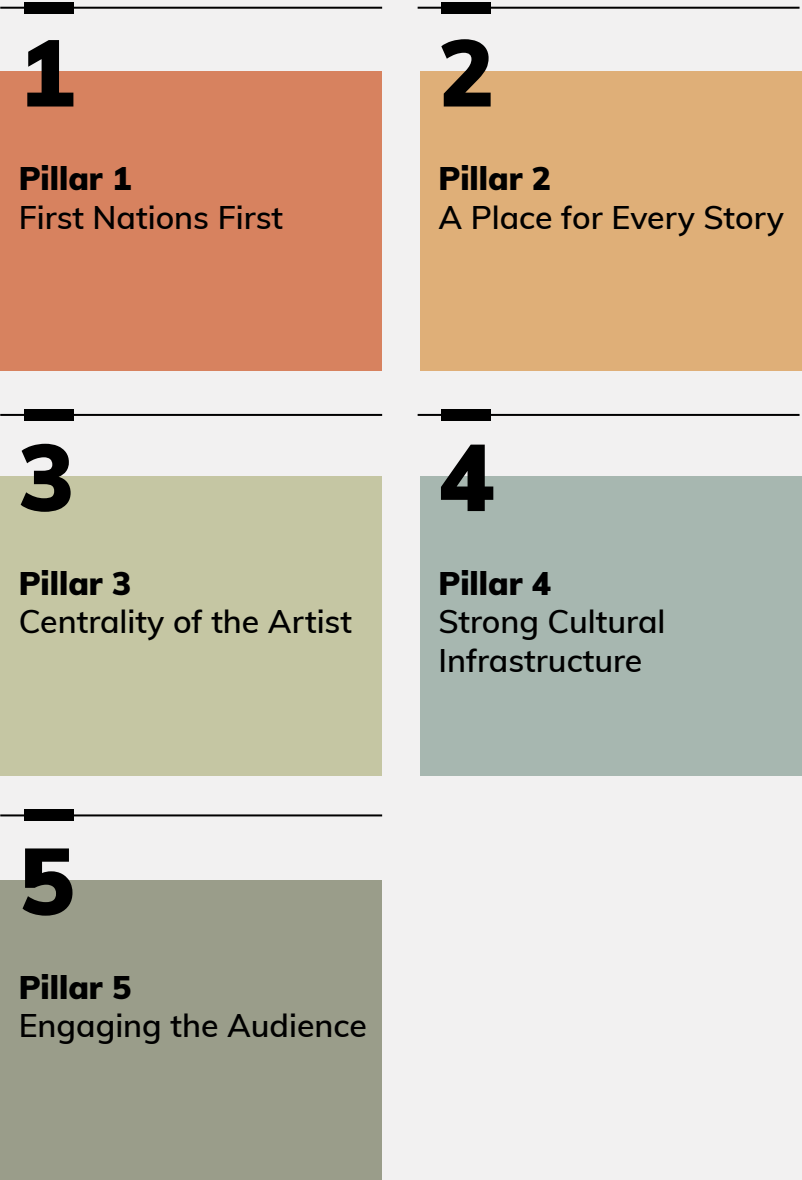 1
Pillar 1
First Nations First
2
Pillar 2
A Place for Every Story
3
Pillar 3
Centrality of the Artist
4
Pillar 4
Strong Cultural
Infrastructure
5
Pillar 5
Engaging the Audience